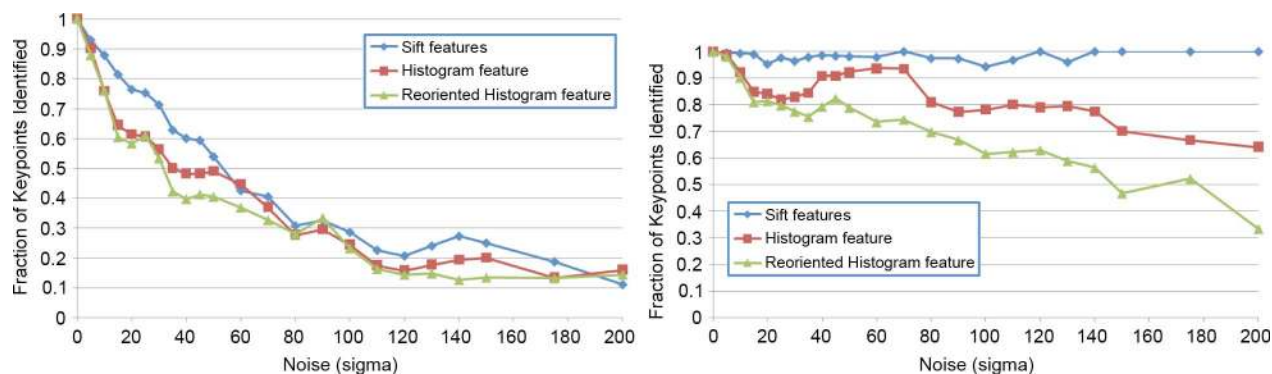 Fraction of Keypoints Identified
1
0.9
0.8
0.7
0.6
0.5
0.4
0.3
0.2
0.1
0
Sift features
Histogram feature
Reoriented Histogram feature
0 20 40 60 80 100 120 140 160 180 200
Noise (sigma)
Fraction of Keypoints Identified
1
0.9
0.8
0.7
0.6
0.5
0.4
0.3
0.2
0.1
0
Sift features
Histogram feature
Reoriented Histogram feature
0 20 40 60 80 100 120 140 160 180 200
Noise (sigma)